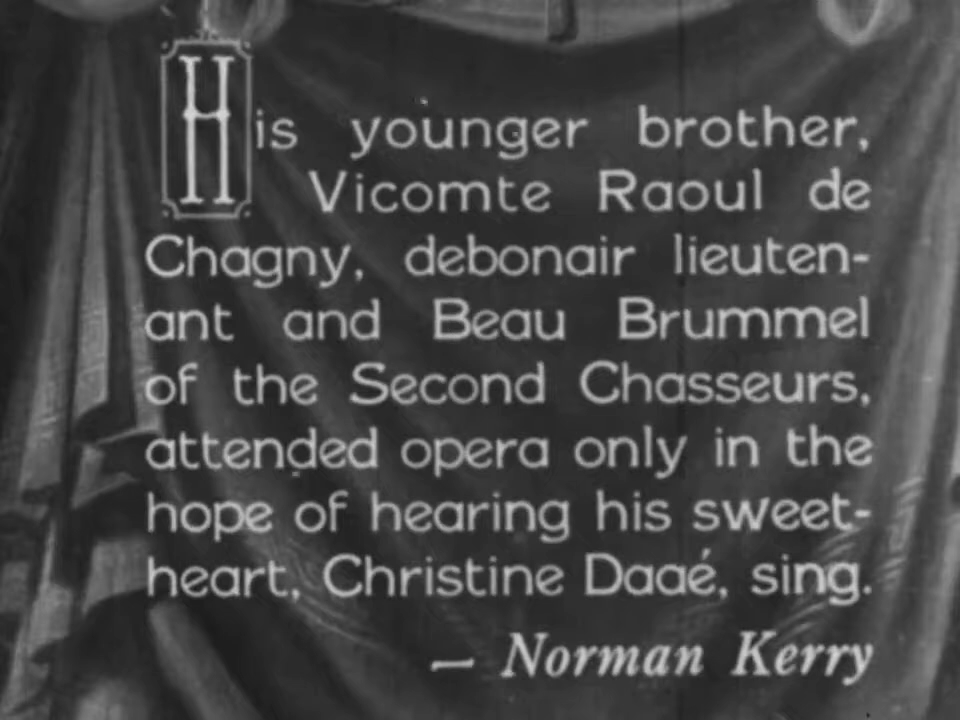 His younger brother,
Vicomte Raoul de
Chagny, debonair lieuten-
ant and Beau Brummel
of the Second Chasseurs,
attended opera only in the
hope of hearing his sweet-
heart, Christine Daaé, sing.
— Norman Kerry